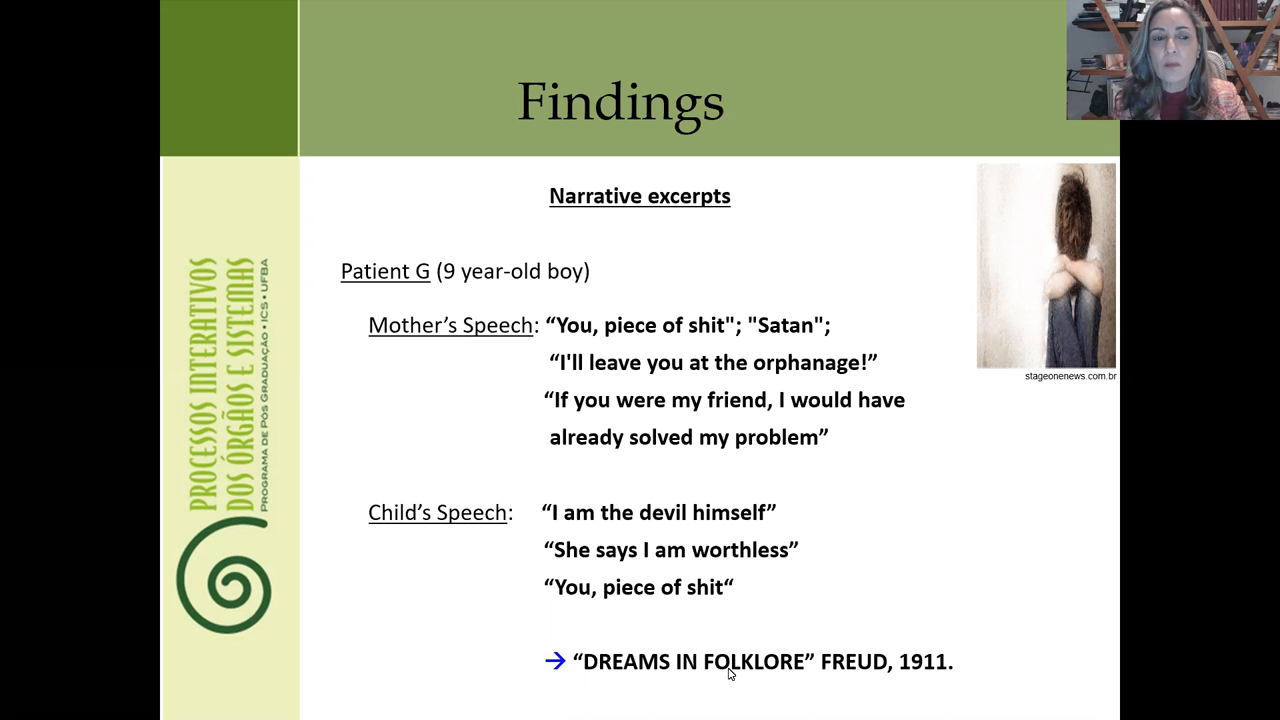 Findings
Narrative excerpts
Patient G (9 year-old boy)
Mother's Speech: “You, piece of shit"; "Satan";
“I'll leave you at the orphanage!”
“If you were my friend, I would have
already solved my problem”
Child's Speech: “I am the devil himself”
“She says I am worthless”
“You, piece of shit“
→ “DREAMS IN FOLKLORE” FREUD, 1911.
stageonenews.com.br
PROCESSOS INTERATIVOS
DOS ÓRGÃOS E SISTEMAS
PROGRAMA DE PÓS GRADUAÇÃO • ICS • UFBA